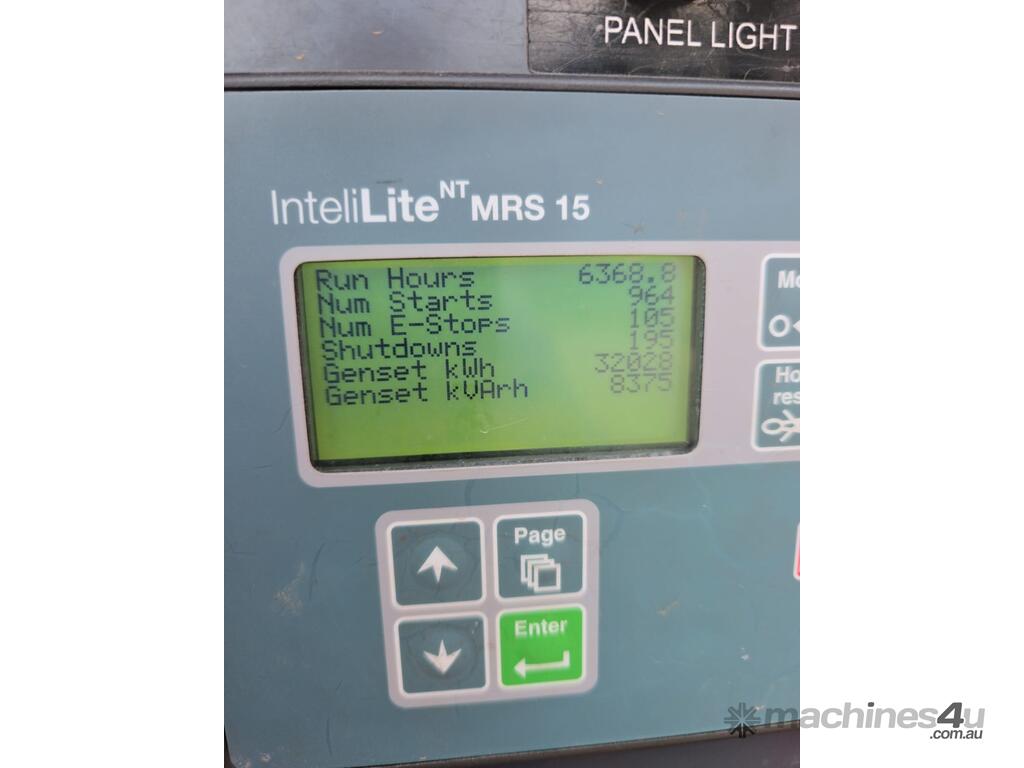 PANEL LIGHT
InteliLite NT MRS 15
Run Hours 6368.8
Num Starts 964
Num E-Stops 105
Shutdowns 195
Genset kWh 32028
Genset kVArh 8375
Page
Enter
machines4u
.com.au